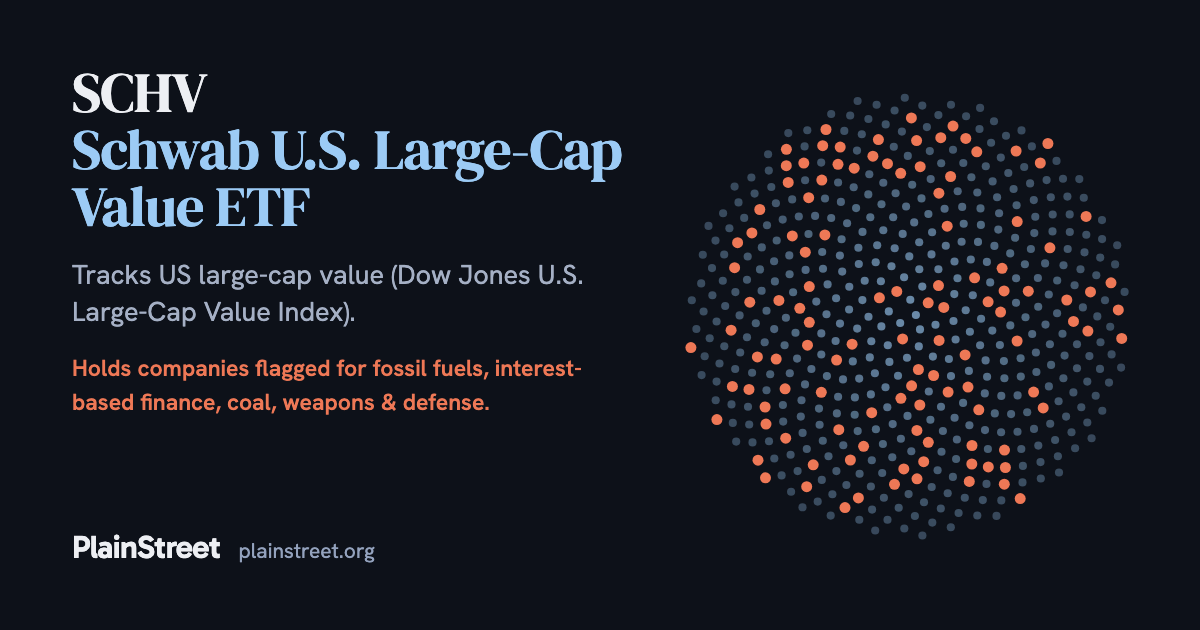 SCHV
Schwab U.S. Large-Cap
Value ETF
Tracks US large-cap value (Dow Jones U.S.
Large-Cap Value Index).
Holds companies flagged for fossil fuels, interest-
based finance, coal, weapons & defense.
PlainStreet plainstreet.org